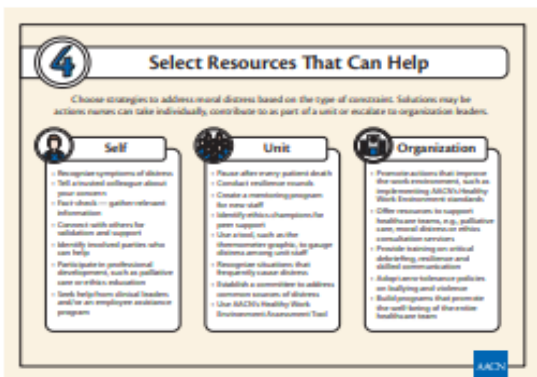 4
Select Resources That Can Help
Choose strategies to address moral distress based on the type of constraint. Solutions may be
actions nurses can take individually, contribute to as part of a unit or escalate to organization leaders.
Self
• Recognize symptoms of distress
• Tell a trusted colleague about
your concern
• Fact-check — gather relevant
information
• Connect with others for
validation and support
• Identify involved parties who
can help
• Participate in professional
development, such as palliative
care or ethics education
• Seek help from clinical leaders
and/or an employee assistance
program
Unit
• Pause after every patient death
• Conduct resilience rounds
• Create a mentoring program
for new staff
• Identify ethics champions for
peer support
• Use a tool, such as the
thermometer graphic, to gauge
distress among unit staff
• Recognize situations that
frequently cause distress
• Establish a committee to address
common sources of distress
• Use AACN's Healthy Work
Environment Assessment Tool
Organization
• Promote actions that improve
the work environment, such as
implementing AACN's Healthy
Work Environment standards
• Offer resources to support
healthcare teams, e.g., palliative
care, moral distress or ethics
consultation services
• Provide training on critical
debriefing, resilience and
skilled communication
• Adopt zero-tolerance policies
on bullying and violence
• Build programs that promote
the well-being of the entire
healthcare team
AACN